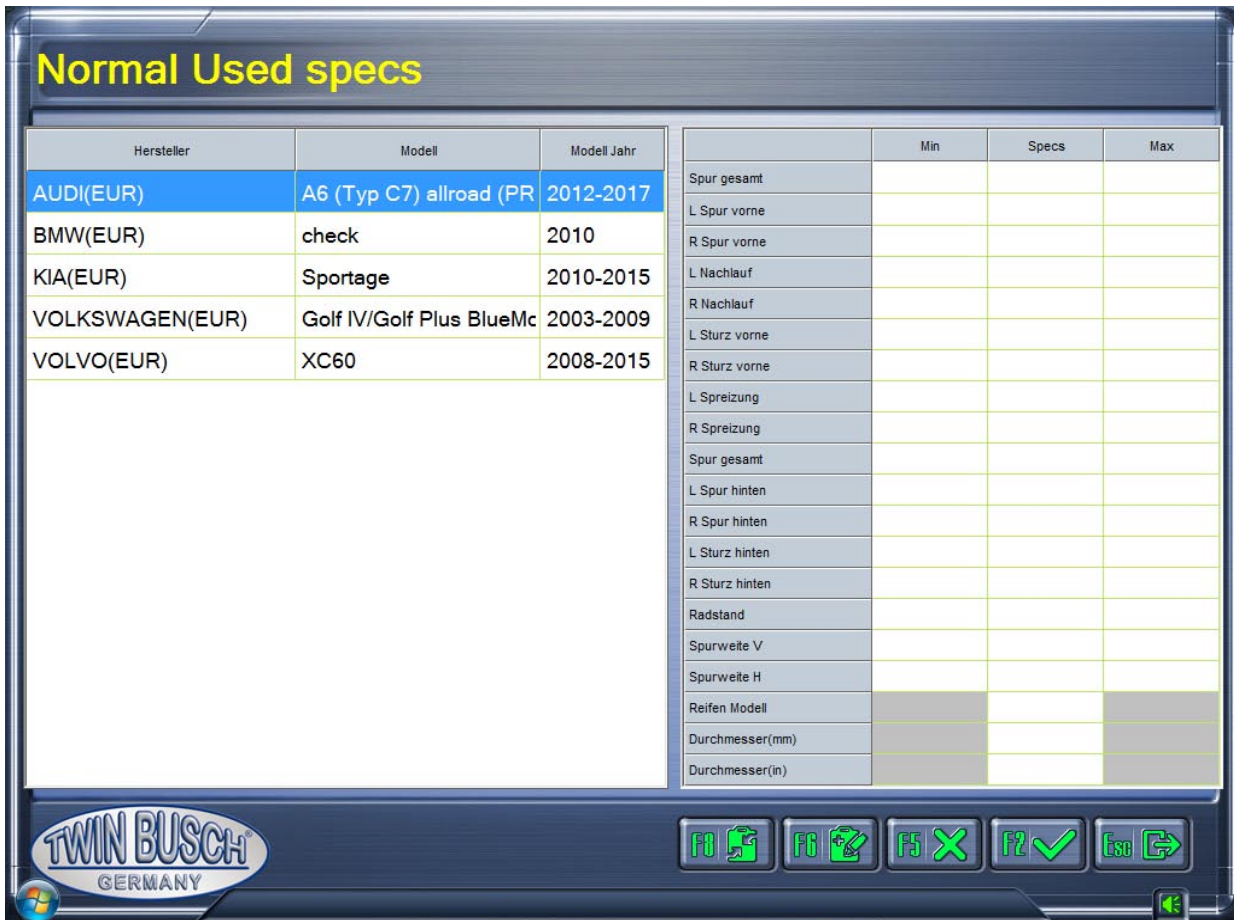 Normal Used specs
Hersteller Modell Modell Jahr
AUDI(EUR) A6 (Typ C7) allroad (PR 2012-2017
BMW(EUR) check 2010
KIA(EUR) Sportage 2010-2015
VOLKSWAGEN(EUR) Golf IV/Golf Plus BlueMo 2003-2009
VOLVO(EUR) XC60 2008-2015
Min Specs Max
Spur gesamt
L Spur vorne
R Spur vorne
L Nachlauf
R Nachlauf
L Sturz vorne
R Sturz vorne
L Spreizung
R Spreizung
Spur gesamt
L Spur hinten
R Spur hinten
L Sturz hinten
R Sturz hinten
Radstand
Spurweite V
Spurweite H
Reifen Modell
Durchmesser(mm)
Durchmesser(in)
TWIN BUSCH®
GERMANY
F8 F6 F5 F2 Esc